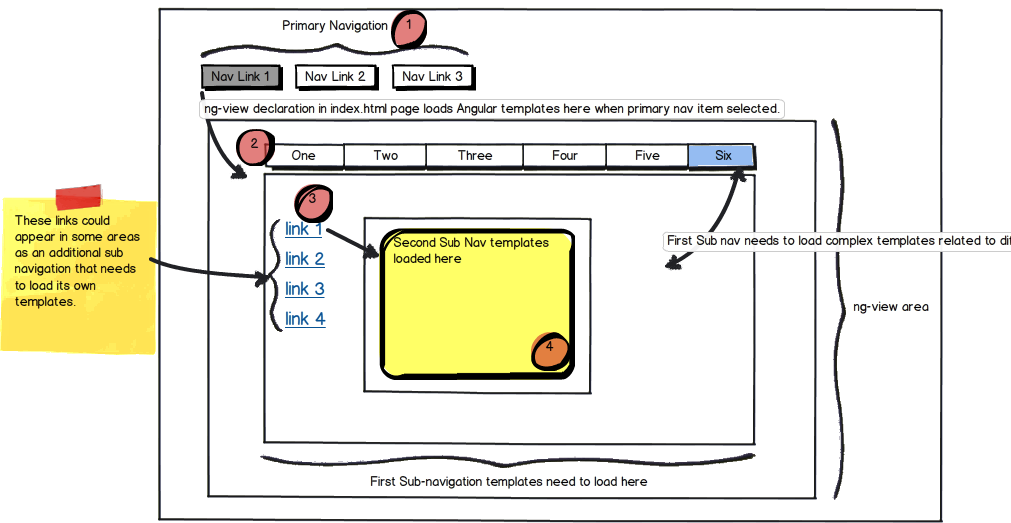 Primary Navigation
1
Nav Link 1
Nav Link 2
Nav Link 3
ng-view declaration in index.html page loads Angular templates here when primary nav item selected.
2
One
Two
Three
Four
Five
Six
3
These links could
appear in some areas
as an additional sub
navigation that needs
to load its own
templates.
link 1
link 2
link 3
link 4
Second Sub Nav templates
loaded here
4
First Sub nav needs to load complex templates related to
ng-view area
First Sub-navigation templates need to load here